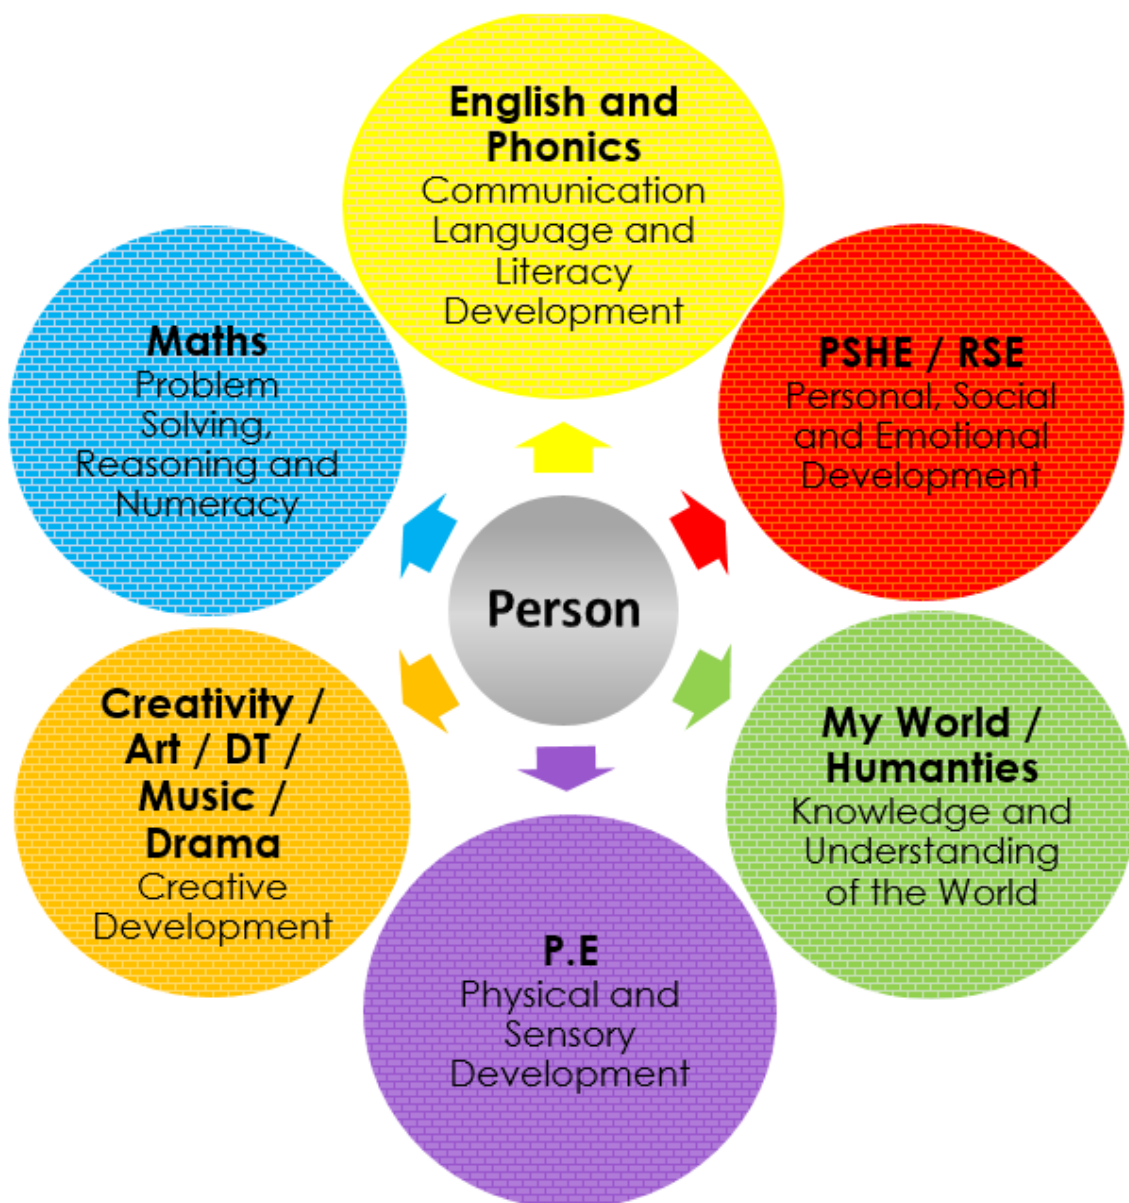 English and
Phonics
Communication
Language and
Literacy
Development
PSHE / RSE
Personal, Social
and Emotional
Development
My World /
Humanties
Knowledge and
Understanding
of the World
P.E
Physical and
Sensory
Development
Creativity /
Art / DT /
Music /
Drama
Creative
Development
Maths
Problem
Solving,
Reasoning and
Numeracy
Person